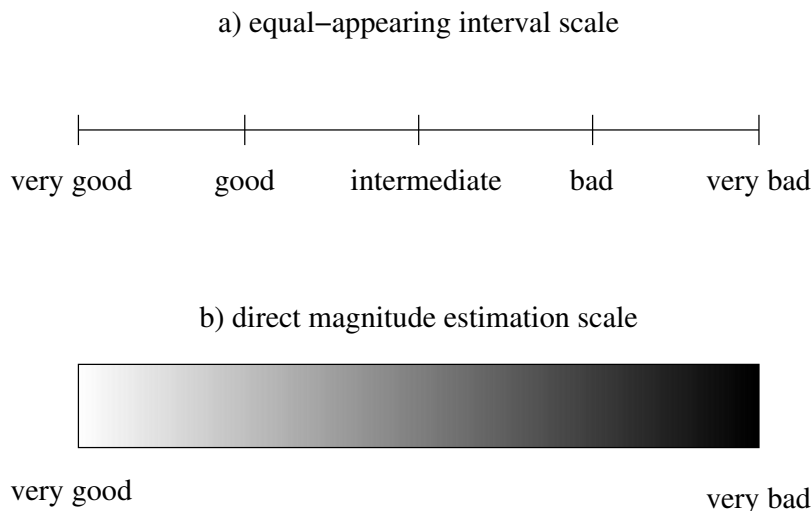 a) equal−appearing interval scale
very good good intermediate bad very bad
b) direct magnitude estimation scale
very good very bad